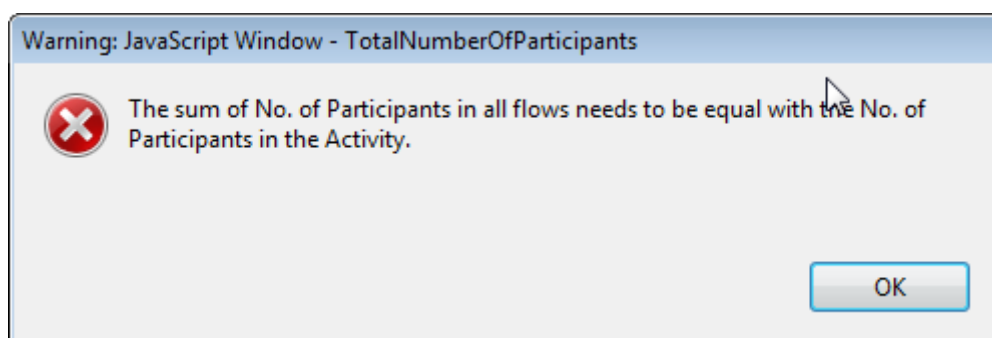 Warning: JavaScript Window - TotalNumberOfParticipants
The sum of No. of Participants in all flows needs to be equal with the No. of
Participants in the Activity.
OK